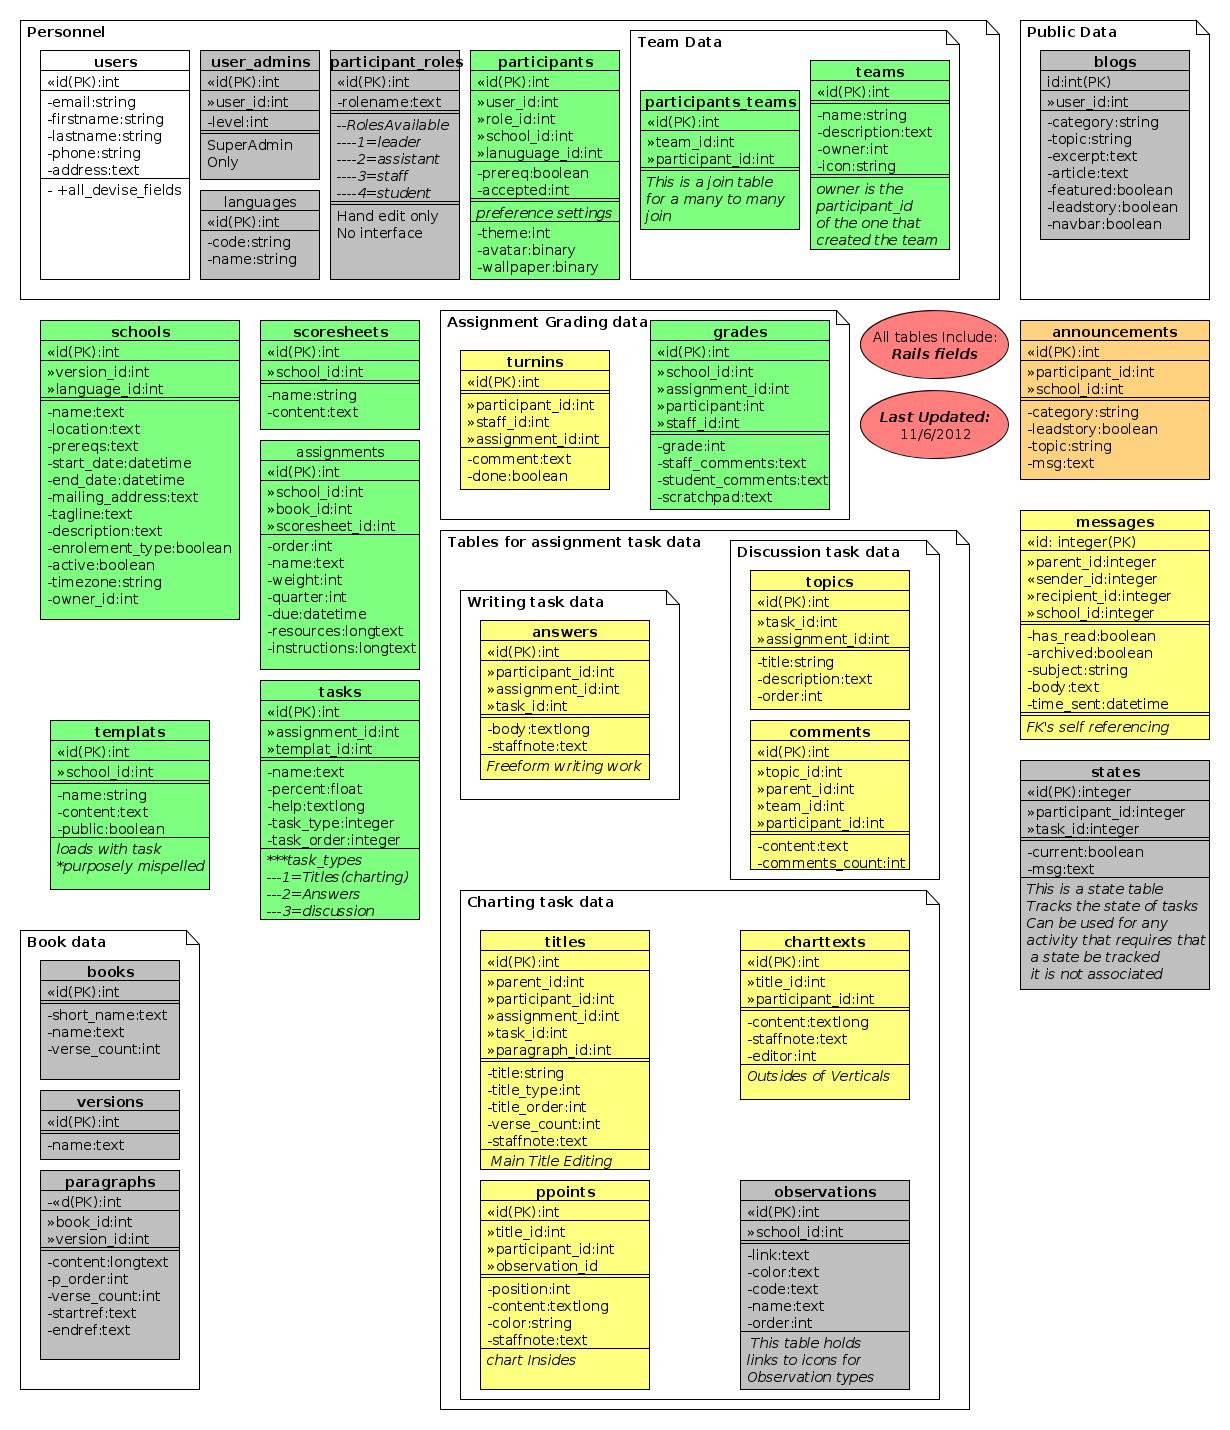 Personnel
users
«id(PK):int
-email:string
-firstname:string
-lastname:string
-phone:string
-address:text
- +all_devise_fields
user_admins
«id(PK):int
»user_id:int
-level:int
SuperAdmin
Only
languages
«id(PK):int
-code:string
-name:string
participant_roles
«id(PK):int
-rolename:text
--RolesAvailable
----1=leader
----2=assistant
----3=staff
----4=student
Hand edit only
No interface
participants
«id(PK):int
»user_id:int
»role_id:int
»school_id:int
»lanuguage_id:int
-prereq:boolean
-accepted:int
preference settings
-theme:int
-avatar:binary
-wallpaper:binary
Team Data
participants_teams
«id(PK):int
»team_id:int
»participant_id:int
This is a join table
for a many to many
join
teams
«id(PK):int
-name:string
-description:text
-owner:int
-icon:string
owner is the
participant_id
of the one that
created the team
Public Data
blogs
id:int(PK)
»user_id:int
-category:string
-topic:string
-excerpt:text
-article:text
-featured:boolean
-leadstory:boolean
-navbar:boolean
schools
«id(PK):int
»version_id:int
»language_id:int
-name:text
-location:text
-prereqs:text
-start_date:datetime
-end_date:datetime
-mailing_address:text
-tagline:text
-description:text
-enrolement_type:boolean
-active:boolean
-timezone:string
-owner_id:int
scoresheets
«id(PK):int
»school_id:int
-name:string
-content:text
assignments
«id(PK):int
»school_id:int
»book_id:int
»scoresheet_id:int
-order:int
-name:text
-weight:int
-quarter:int
-due:datetime
-resources:longtext
-instructions:longtext
tasks
«id(PK):int
»assignment_id:int
»templat_id:int
-name:text
-percent:float
-help:textlong
-task_type:integer
-task_order:integer
***task_types
---1=Titles(charting)
---2=Answers
---3=discussion
templats
«id(PK):int
»school_id:int
-name:string
-content:text
-public:boolean
loads with task
*purposely mispelled
Book data
books
«id(PK):int
-short_name:text
-name:text
-verse_count:int
versions
«id(PK):int
-name:text
paragraphs
-«d(PK):int
»book_id:int
»version_id:int
-content:longtext
-p_order:int
-verse_count:int
-startref:text
-endref:text
Assignment Grading data
turnins
«id(PK):int
»participant_id:int
»staff_id:int
»assignment_id:int
-comment:text
-done:boolean
grades
«id(PK):int
»school_id:int
»assignment_id:int
»participant:int
»staff_id:int
-grade:int
-staff_comments:text
-student_comments:text
-scratchpad:text
All tables Include:
Rails fields
Last Updated:
11/6/2012
announcements
«id(PK):int
»participant_id:int
»school_id:int
-category:string
-leadstory:boolean
-topic:string
-msg:text
messages
«id: integer(PK)
»parent_id:integer
«sender_id:integer
»recipient_id:integer
»school_id:integer
-has_read:boolean
-archived:boolean
-subject:string
-body:text
-time_sent:datetime
FK's self referencing
states
«id(PK):integer
»participant_id:integer
»task_id:integer
-current:boolean
-msg:text
This is a state table
Tracks the state of tasks
Can be used for any
activity that requires that
a state be tracked
it is not associated
Tables for assignment task data
Writing task data
answers
«id(PK):int
»participant_id:int
»assignment_id:int
»task_id:int
-body:textlong
-staffnote:text
Freeform writing work
Discussion task data
topics
«id(PK):int
»task_id:int
»assignment_id:int
-title:string
-description:text
-order:int
comments
«id(PK):int
»topic_id:int
»parent_id:int
»team_id:int
»participant_id:int
-content:text
-comments_count:int
Charting task data
titles
«id(PK):int
»parent_id:int
»participant_id:int
»assignment_id:int
»task_id:int
»paragraph_id:int
-title:string
-title_type:int
-title_order:int
-verse_count:int
-staffnote:text
Main Title Editing
charttexts
«id(PK):int
»title_id:int
»participant_id:int
-content:textlong
-staffnote:text
-editor:int
Outsides of Verticals
ppoints
«id(PK):int
»title_id:int
»participant_id:int
»observation_id
-position:int
-content:textlong
-color:string
-staffnote:text
chart Insides
observations
«id(PK):int
»school_id:int
-link:text
-color:text
-code:text
-name:text
-order:int
This table holds
links to icons for
Observation types